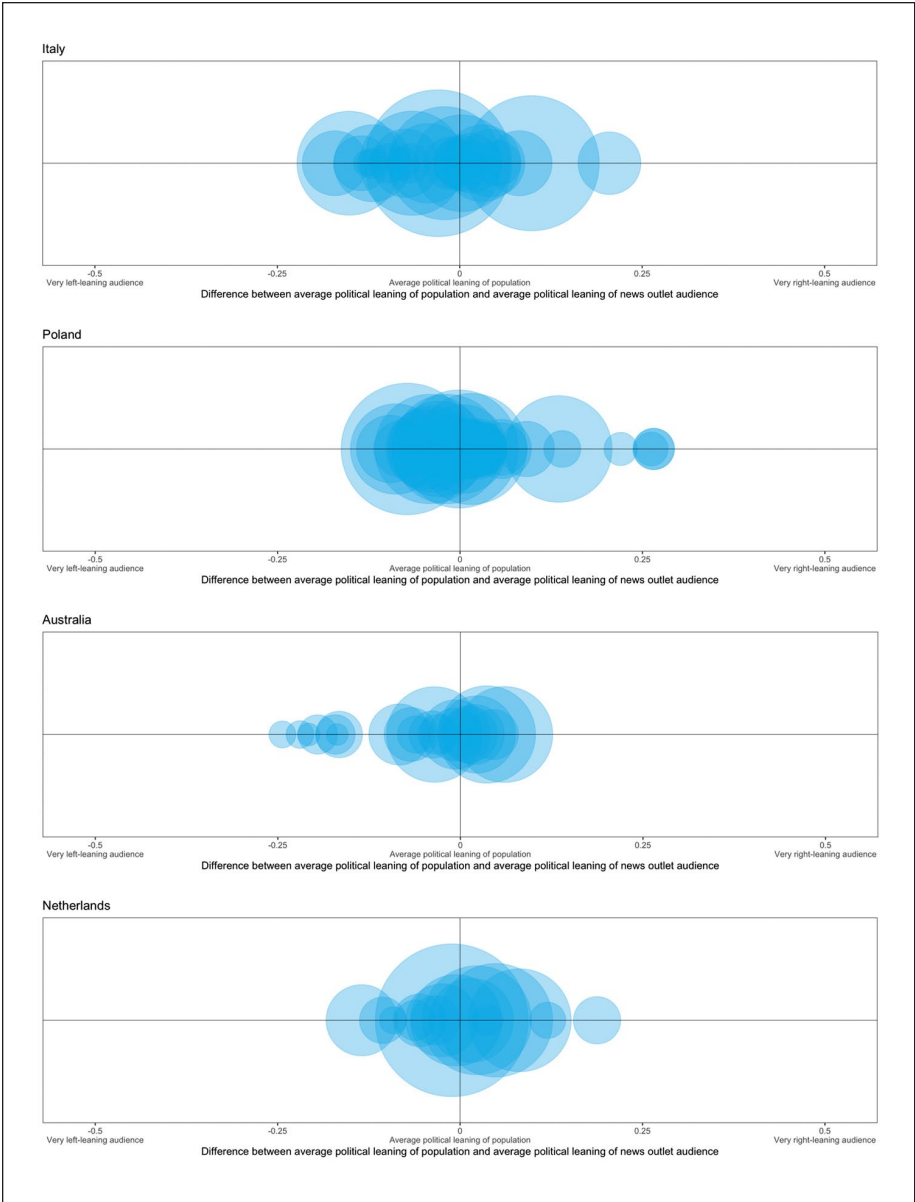 Italy
-0.5 -0.25 0 0.25 0.5
Very left-leaning audience Average political leaning of population Very right-leaning audience
Difference between average political leaning of population and average political leaning of news outlet audience
Poland
-0.5 -0.25 0 0.25 0.5
Very left-leaning audience Average political leaning of population Very right-leaning audience
Difference between average political leaning of population and average political leaning of news outlet audience
Australia
-0.5 -0.25 0 0.25 0.5
Very left-leaning audience Average political leaning of population Very right-leaning audience
Difference between average political leaning of population and average political leaning of news outlet audience
Netherlands
-0.5 -0.25 0 0.25 0.5
Very left-leaning audience Average political leaning of population Very right-leaning audience
Difference between average political leaning of population and average political leaning of news outlet audience